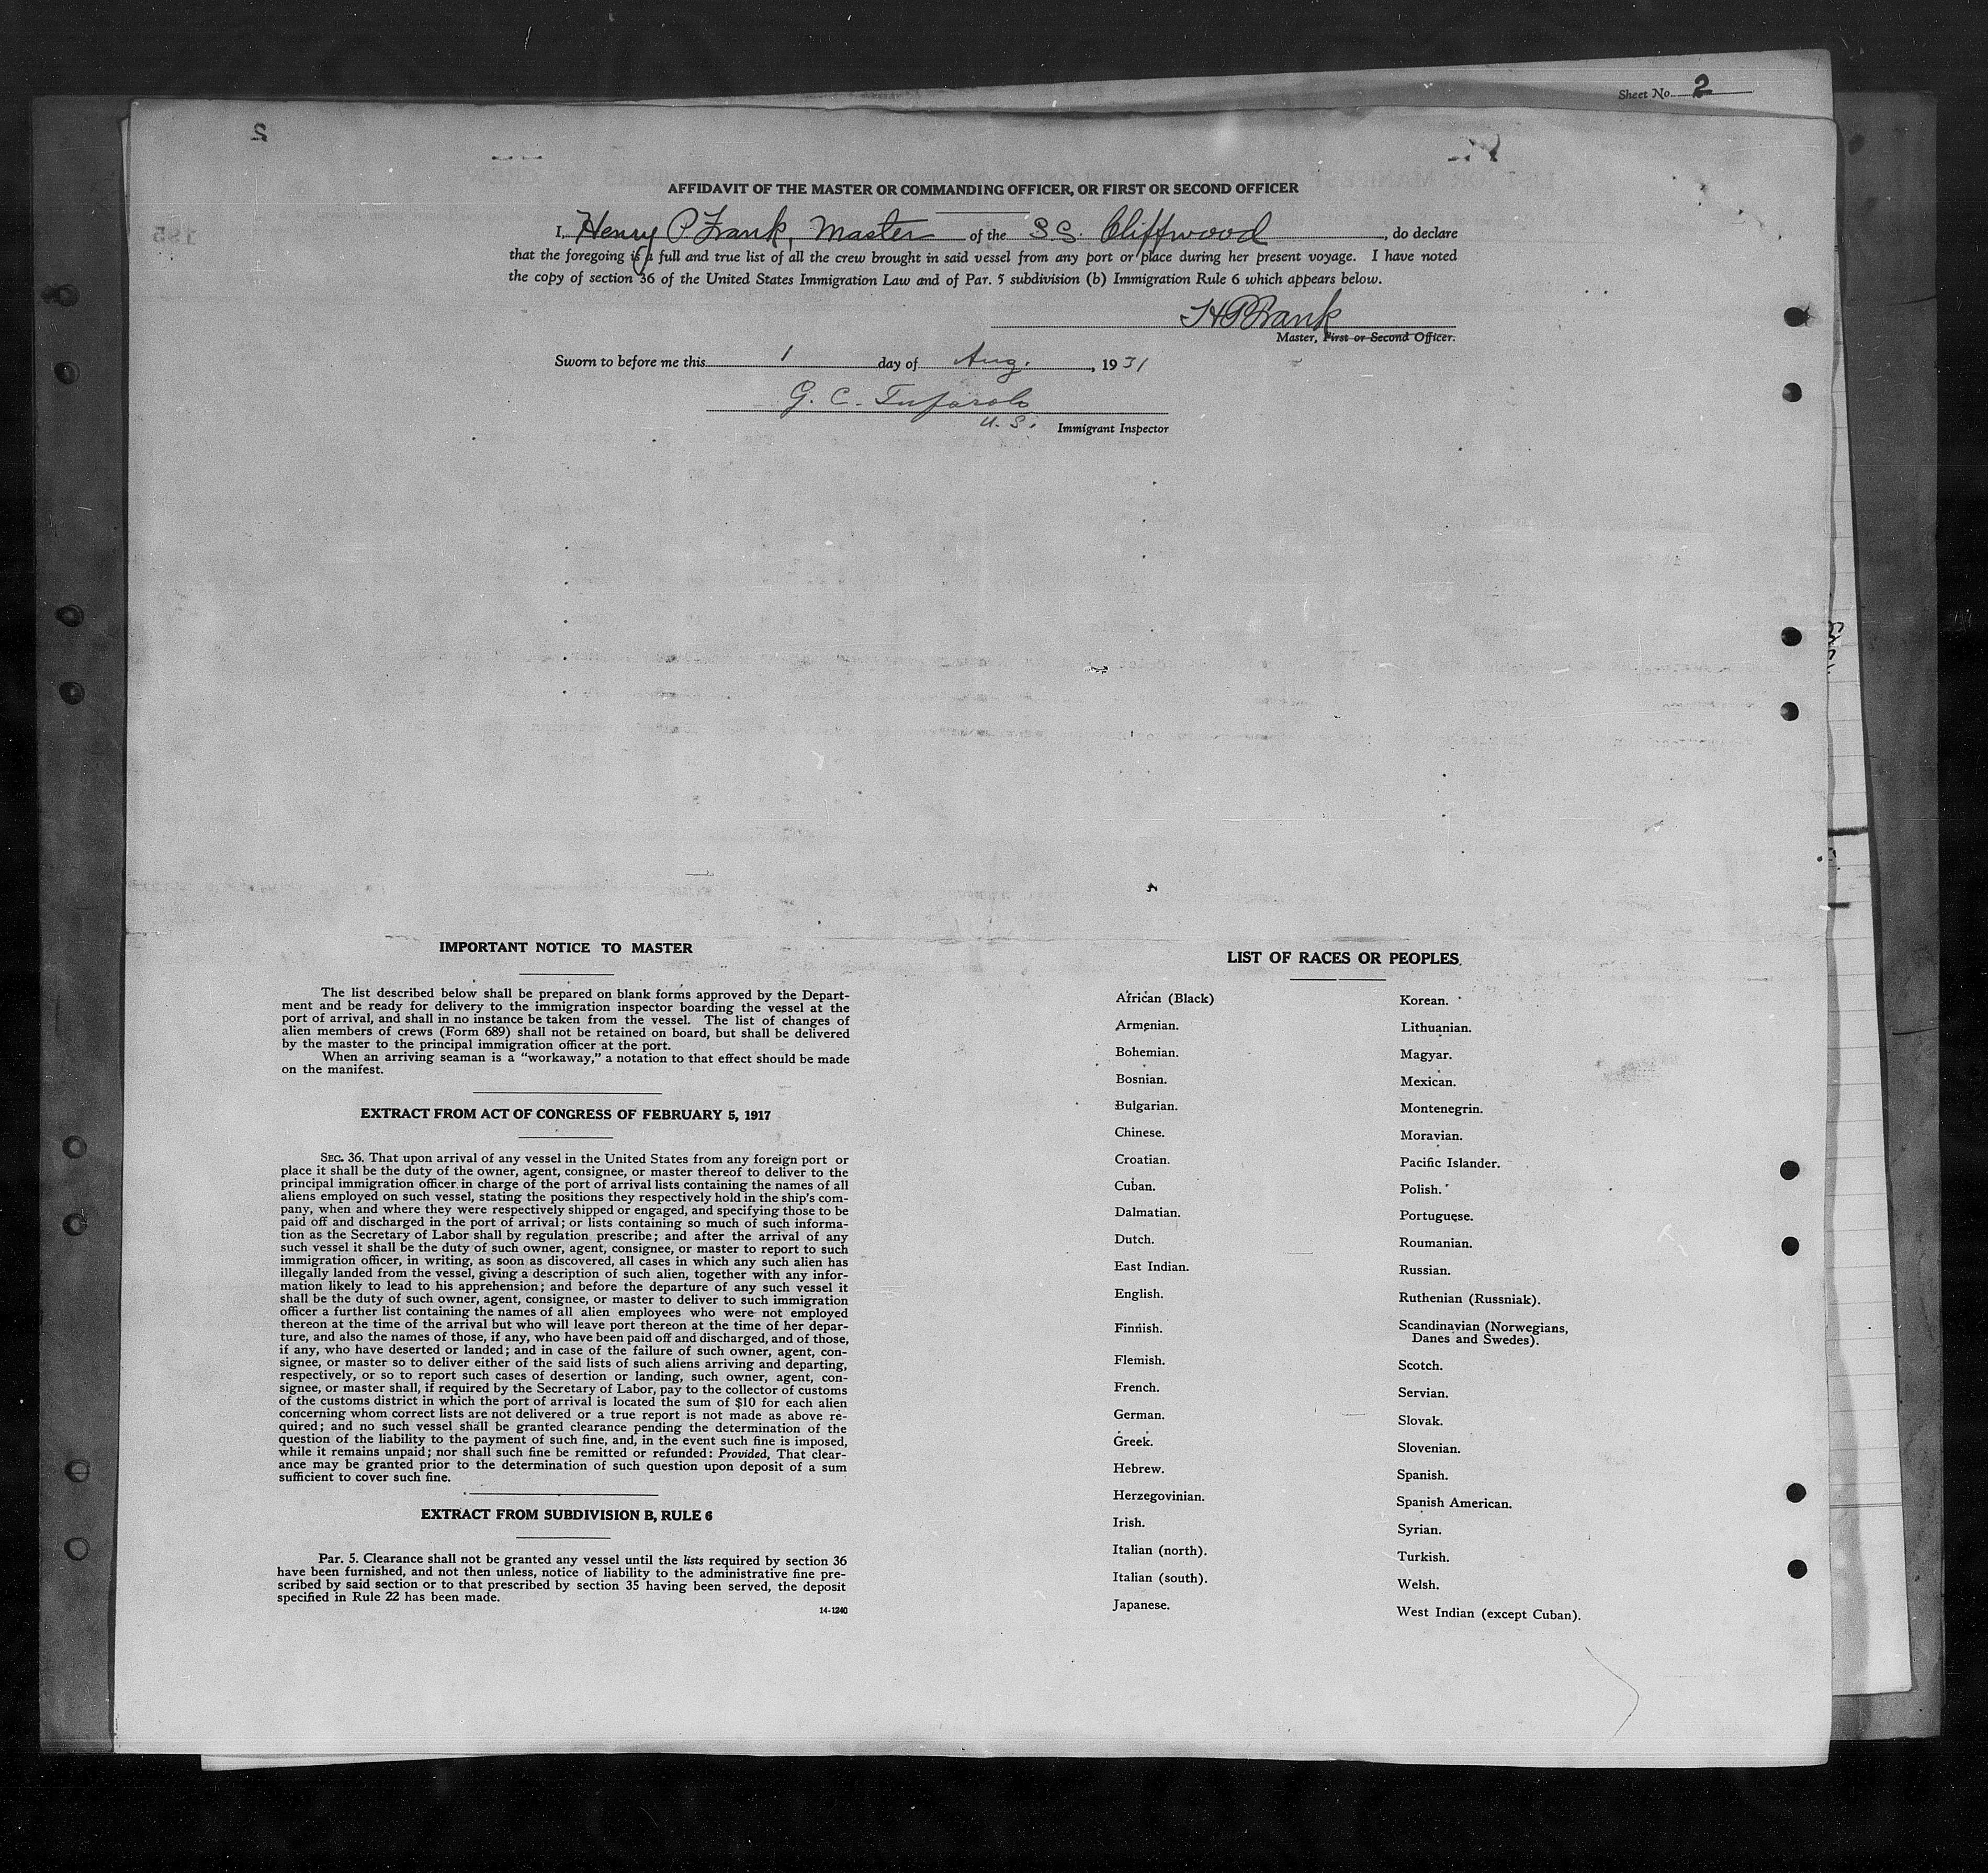 Sheet No. 2
AFFIDAVIT OF THE MASTER OR COMMANDING OFFICER, OR FIRST OR SECOND OFFICER
I, Henry P Frank, Master of the S.S. Cliffwood, do declare
that the foregoing is a full and true list of all the crew brought in said vessel from any port or place during her present voyage. I have noted
the copy of section 36 of the United States Immigration Law and of Par. 5 subdivision (b) Immigration Rule 6 which appears below.
H P Frank
Master, First or Second Officer.
Sworn to before me this 1 day of Aug., 1931
G. C.
U. S. Immigrant Inspector
IMPORTANT NOTICE TO MASTER
The list described below shall be prepared on blank forms approved by the Depart-
ment and be ready for delivery to the immigration inspector boarding the vessel at the
port of arrival, and shall in no instance be taken from the vessel. The list of changes of
alien members of crews (Form 689) shall not be retained on board, but shall be delivered
by the master to the principal immigration officer at the port.
When an arriving seaman is a “workaway,” a notation to that effect should be made
on the manifest.
EXTRACT FROM ACT OF CONGRESS OF FEBRUARY 5, 1917
SEC. 36. That upon arrival of any vessel in the United States from any foreign port or
place it shall be the duty of the owner, agent, consignee, or master thereof to deliver to the
principal immigration officer in charge of the port of arrival lists containing the names of all
aliens employed on such vessel, stating the positions they respectively hold in the ship's com-
pany, when and where they were respectively shipped or engaged, and specifying those to be
paid off and discharged in the port of arrival; or lists containing so much of such informa-
tion as the Secretary of Labor shall by regulation prescribe; and after the arrival of any
such vessel it shall be the duty of such owner, agent, consignee, or master to report to such
immigration officer, in writing, as soon as discovered, all cases in which any such alien has
illegally landed from the vessel, giving a description of such alien, together with any infor-
mation likely to lead to his apprehension; and before the departure of any such vessel it
shall be the duty of such owner, agent, consignee, or master to deliver to such immigration
officer a further list containing the names of all alien employees who were not employed
thereon at the time of the arrival but who will leave port thereon at the time of her depar-
ture, and also the names of those, if any, who have been paid off and discharged, and of those,
if any, who have deserted or landed; and in case of the failure of such owner, agent, con-
signee, or master so to deliver either of the said lists of such aliens arriving and departing,
respectively, or so to report such cases of desertion or landing, such owner, agent, con-
signee, or master shall, if required by the Secretary of Labor, pay to the collector of customs
of the customs district in which the port of arrival is located the sum of $10 for each alien
concerning whom correct lists are not delivered or a true report is not made as above re-
quired; and no such vessel shall be granted clearance pending the determination of the
question of the liability to the payment of such fine, and, in the event such fine is imposed,
while it remains unpaid; nor shall such fine be remitted or refunded: Provided, That clear-
ance may be granted prior to the determination of such question upon deposit of a sum
sufficient to cover such fine.
EXTRACT FROM SUBDIVISION B, RULE 6
Par. 5. Clearance shall not be granted any vessel until the lists required by section 36
have been furnished, and not then unless, notice of liability to the administrative fine pre-
scribed by said section or to that prescribed by section 35 having been served, the deposit
specified in Rule 22 has been made.
14-1240
LIST OF RACES OR PEOPLES.
African (Black)
Armenian.
Bohemian.
Bosnian.
Bulgarian.
Chinese.
Croatian.
Cuban.
Dalmatian.
Dutch.
East Indian.
English.
Finnish.
Flemish.
French.
German.
Greek.
Hebrew.
Herzegovinian.
Irish.
Italian (north).
Italian (south).
Japanese.
Korean.
Lithuanian.
Magyar.
Mexican.
Montenegrin.
Moravian.
Pacific Islander.
Polish.
Portuguese.
Roumanian.
Russian.
Ruthenian (Russniak).
Scandinavian (Norwegians,
Danes and Swedes).
Scotch.
Servian.
Slovak.
Slovenian.
Spanish.
Spanish American.
Syrian.
Turkish.
Welsh.
West Indian (except Cuban).